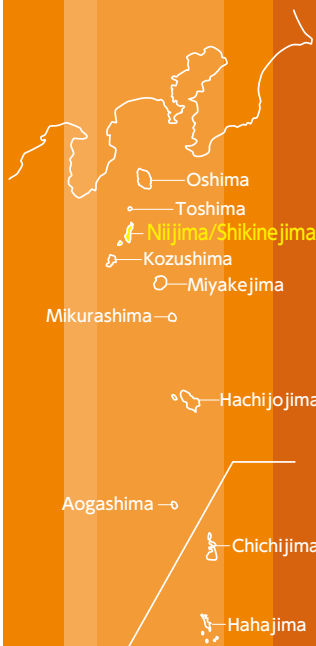 Oshima
Toshima
Niijima/Shikinejima
Kozushima
Miyakejima
Mikurashima
Hachijojima
Aogashima
Chichijima
Hahajima